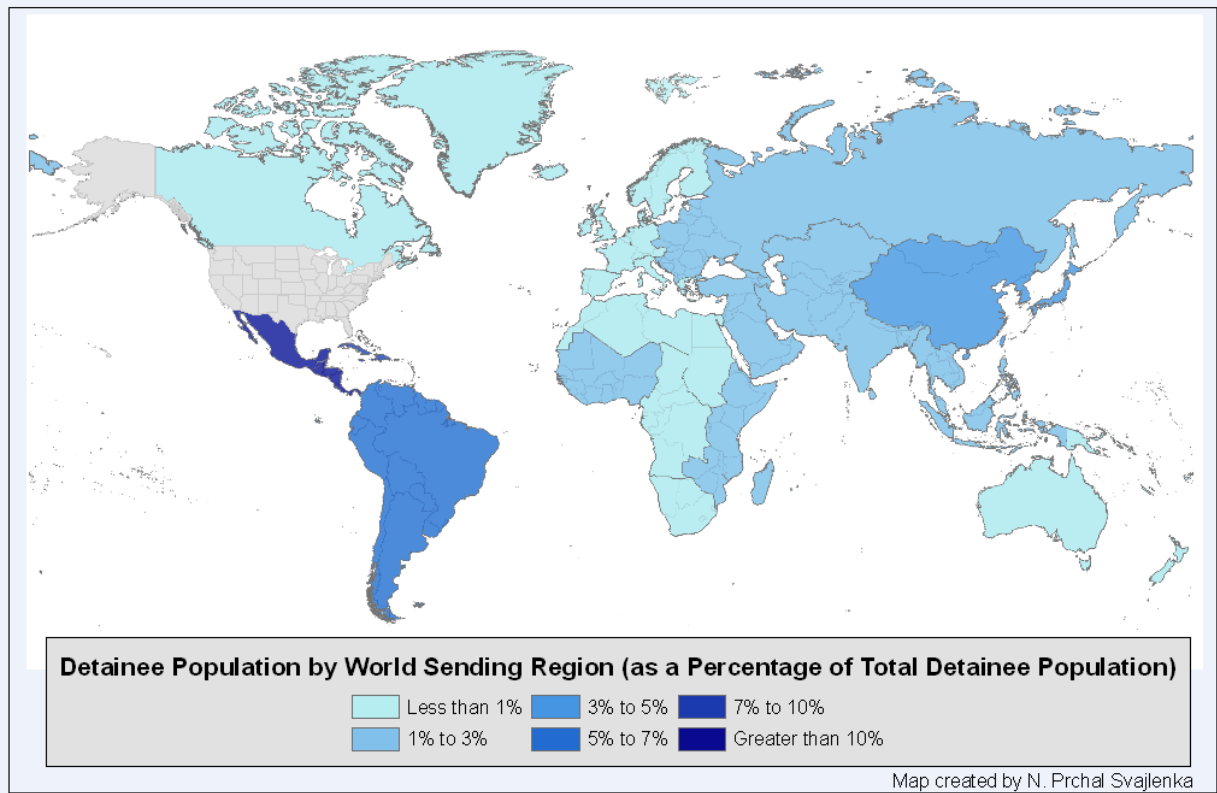 Detainee Population by World Sending Region (as a Percentage of Total Detainee Population)
Less than 1% 3% to 5% 7% to 10%
1% to 3% 5% to 7% Greater than 10%
Map created by N. Prchal Svajlenka